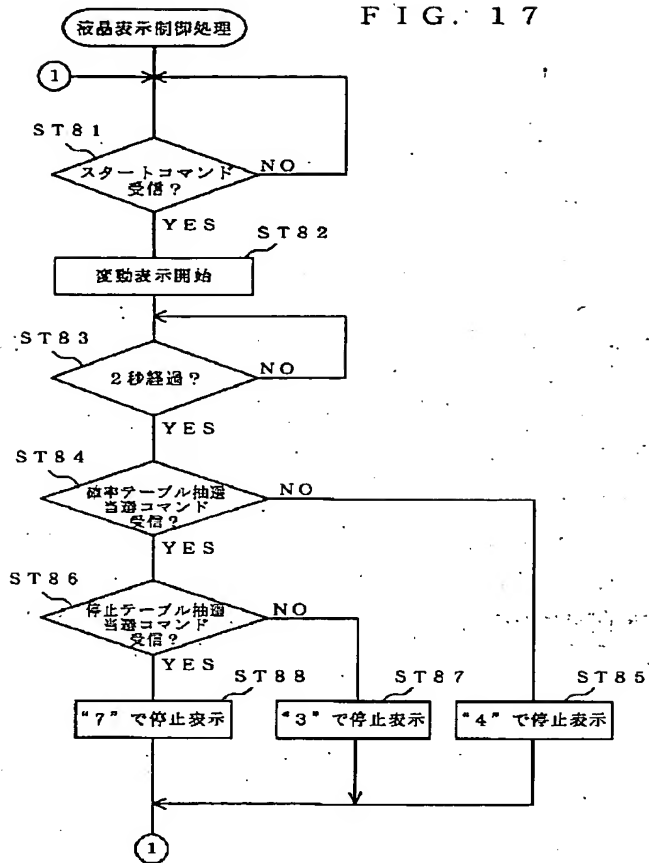 FIG. 17
液晶表示制御処理
1
ST81
スタートコマンド
受信？
NO
YES
ST82
変動表示開始
ST83
2秒経過？
NO
YES
ST84
確率テーブル抽選
当選コマンド
受信？
NO
YES
ST86
停止テーブル抽選
当選コマンド
受信？
NO
YES
ST88
ST87
ST85
“7”で停止表示
“3”で停止表示
“4”で停止表示
1